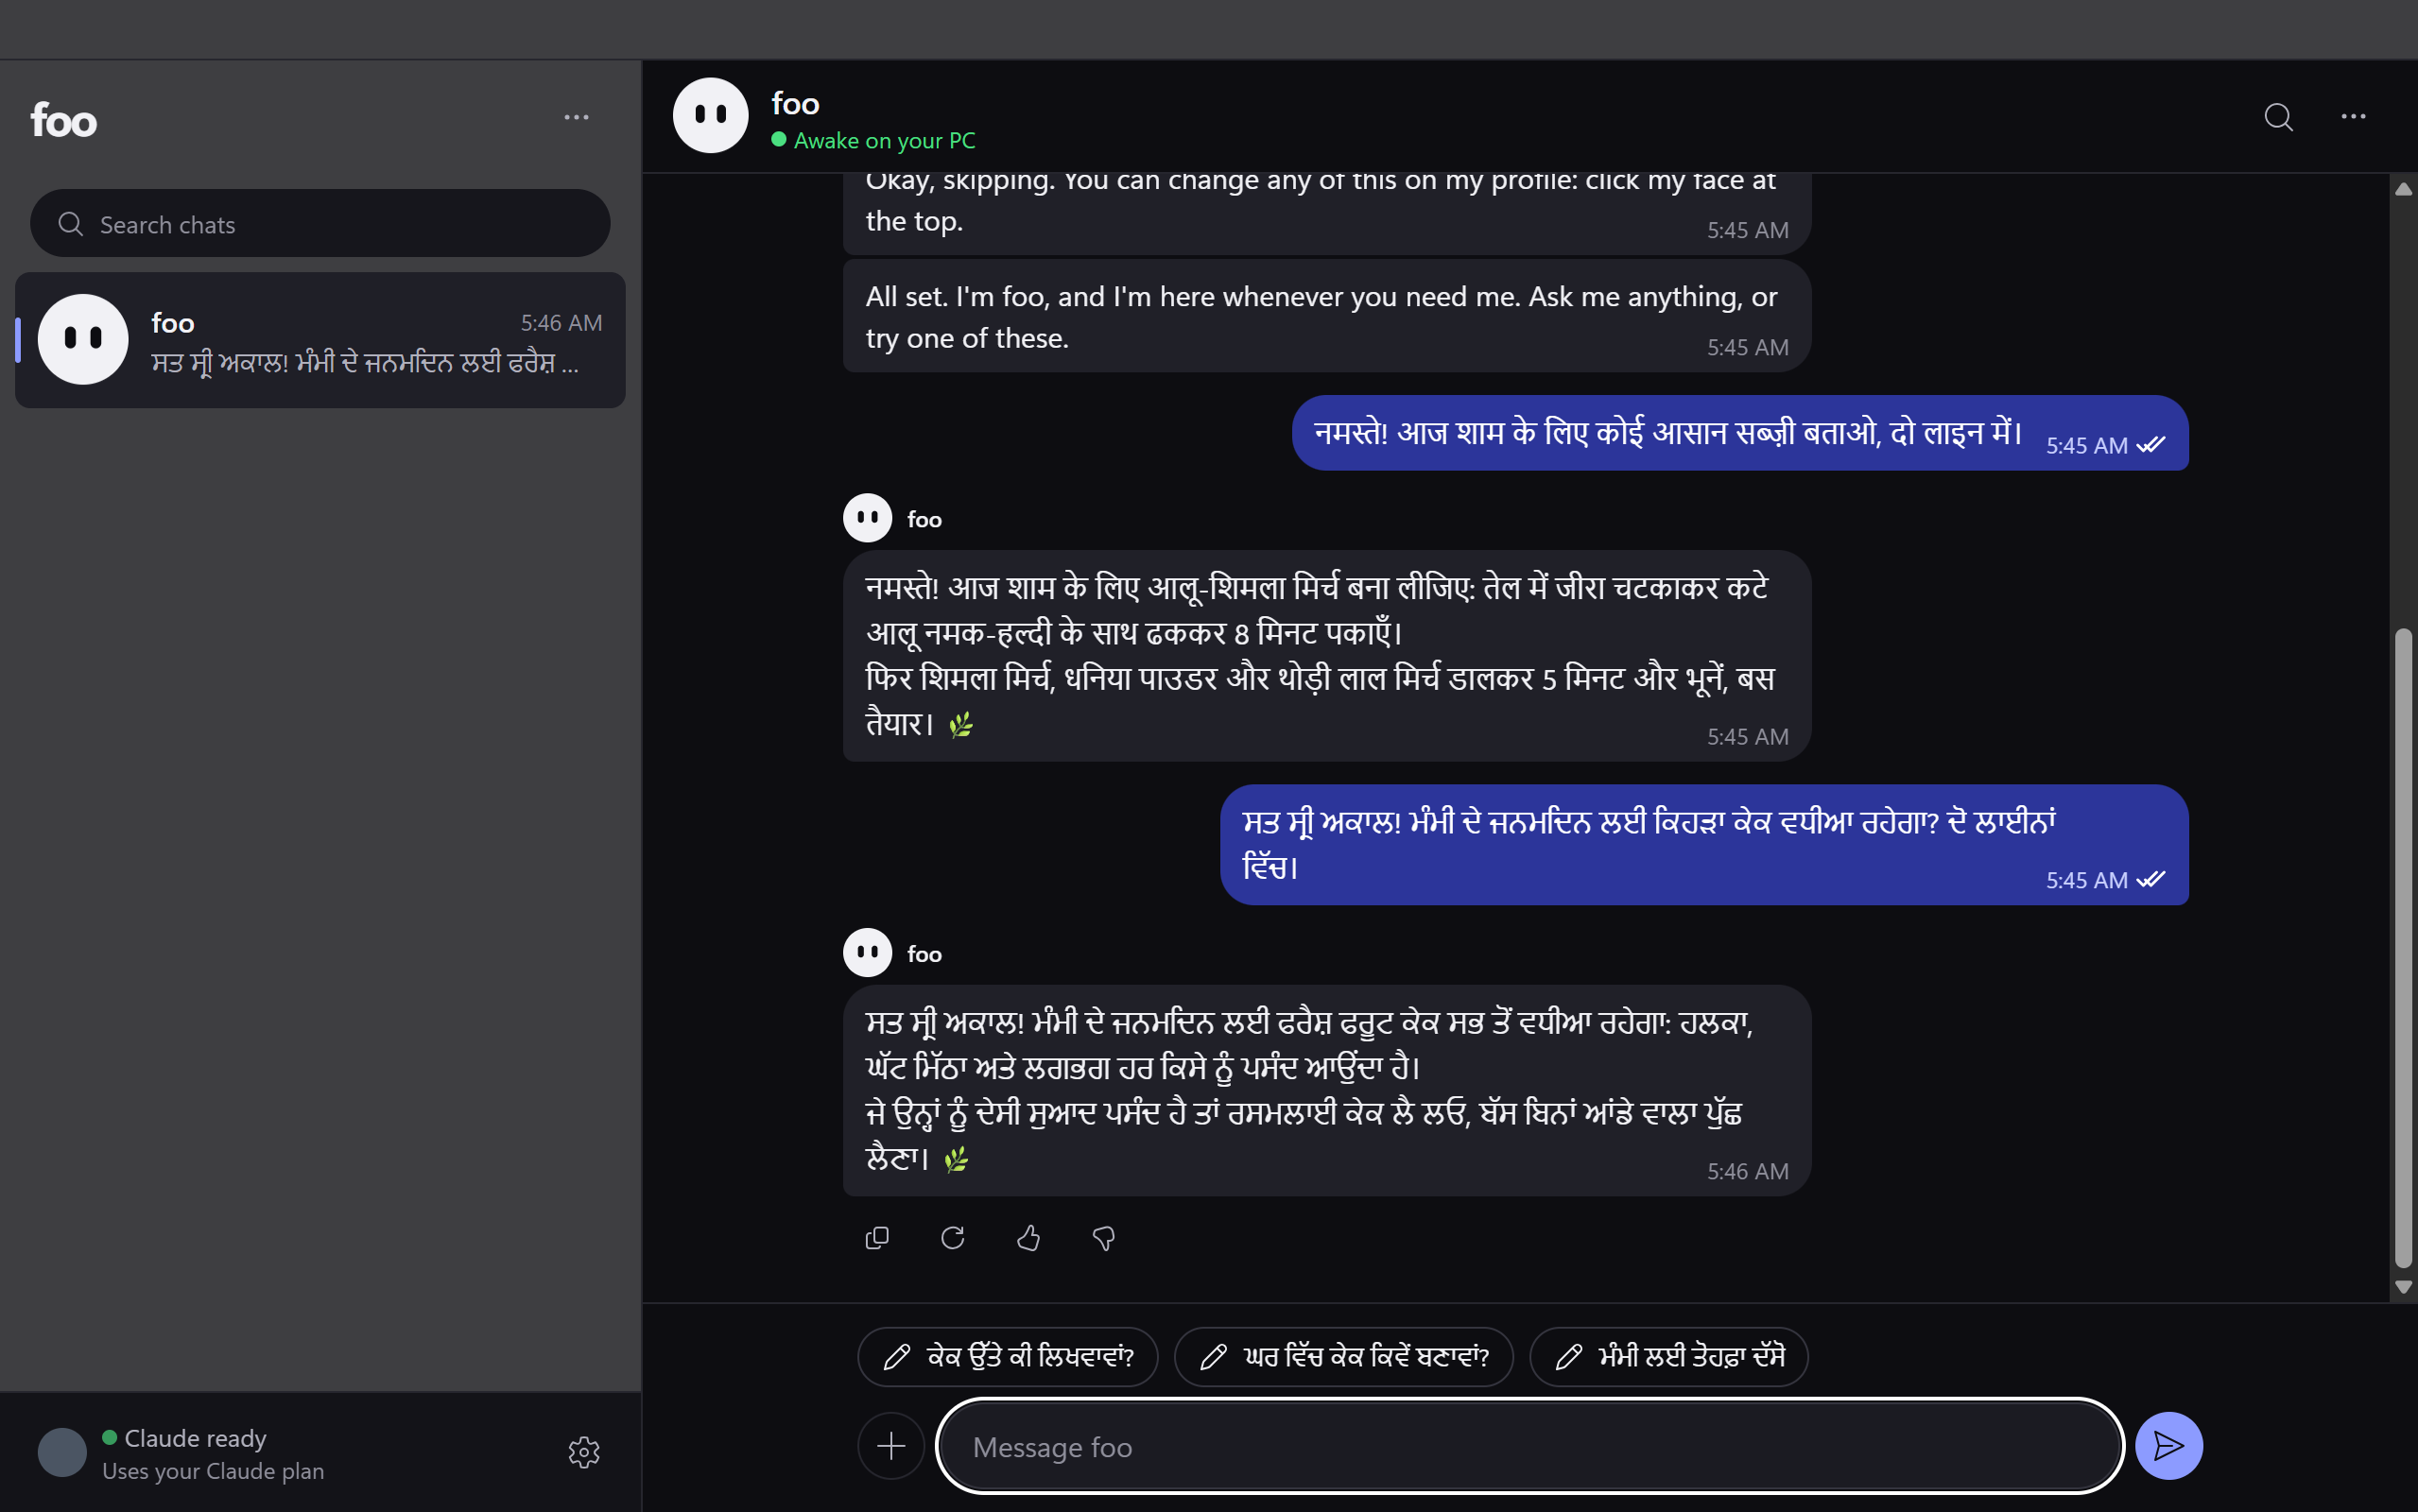 foo
Search chats
foo
5:46 AM
ਸਤ ਸ੍ਰੀ ਅਕਾਲ! ਮੰਮੀ ਦੇ ਜਨਮਦਿਨ ਲਈ ਫਰੈਸ਼ ...
Claude ready
Uses your Claude plan
foo
Awake on your PC
Okay, skipping. You can change any of this on my profile: click my face at
the top.
5:45 AM
All set. I'm foo, and I'm here whenever you need me. Ask me anything, or
try one of these.
5:45 AM
नमस्ते! आज शाम के लिए कोई आसान सब्ज़ी बताओ, दो लाइन में।
5:45 AM
foo
नमस्ते! आज शाम के लिए आलू-शिमला मिर्च बना लीजिए: तेल में जीरा चटकाकर कटे
आलू नमक-हल्दी के साथ ढककर 8 मिनट पकाएँ।
फिर शिमला मिर्च, धनिया पाउडर और थोड़ी लाल मिर्च डालकर 5 मिनट और भूनें, बस
तैयार। 🌿
5:45 AM
ਸਤ ਸ੍ਰੀ ਅਕਾਲ! ਮੰਮੀ ਦੇ ਜਨਮਦਿਨ ਲਈ ਕਿਹੜਾ ਕੇਕ ਵਧੀਆ ਰਹੇਗਾ? ਦੋ ਲਾਈਨਾਂ
ਵਿੱਚ।
5:45 AM
foo
ਸਤ ਸ੍ਰੀ ਅਕਾਲ! ਮੰਮੀ ਦੇ ਜਨਮਦਿਨ ਲਈ ਫਰੈਸ਼ ਫਰੂਟ ਕੇਕ ਸਭ ਤੋਂ ਵਧੀਆ ਰਹੇਗਾ: ਹਲਕਾ,
ਘੱਟ ਮਿੱਠਾ ਅਤੇ ਲਗਭਗ ਹਰ ਕਿਸੇ ਨੂੰ ਪਸੰਦ ਆਉਂਦਾ ਹੈ।
ਜੇ ਉਨ੍ਹਾਂ ਨੂੰ ਦੇਸੀ ਸੁਆਦ ਪਸੰਦ ਹੈ ਤਾਂ ਰਸਮਲਾਈ ਕੇਕ ਲੈ ਲਓ, ਬੱਸ ਬਿਨਾਂ ਆਂਡੇ ਵਾਲਾ ਪੁੱਛ
ਲੈਣਾ। 🌿
5:46 AM
ਕੇਕ ਉੱਤੇ ਕੀ ਲਿਖਵਾਵਾਂ?
ਘਰ ਵਿੱਚ ਕੇਕ ਕਿਵੇਂ ਬਣਾਵਾਂ?
ਮੰਮੀ ਲਈ ਤੋਹਫ਼ਾ ਦੱਸੋ
Message foo